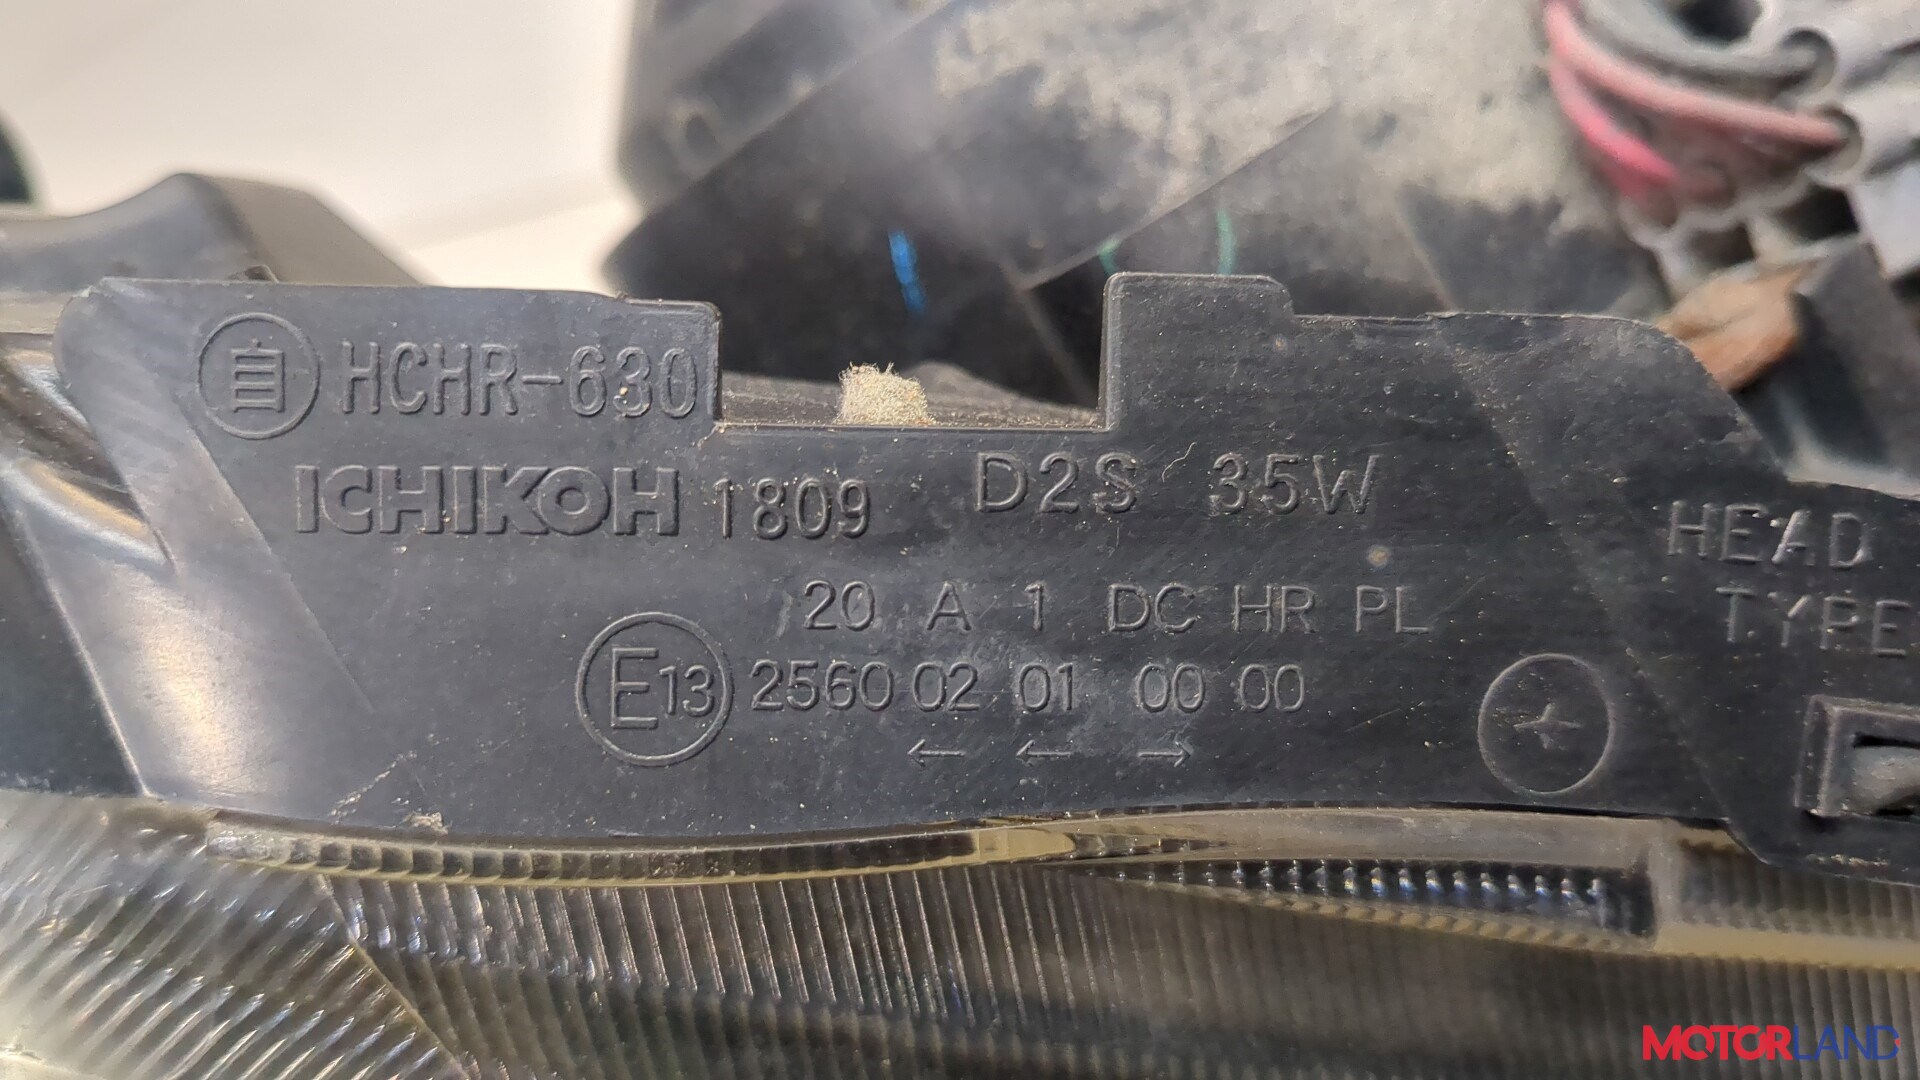 自 HCHR-630
ICHIKOH 1809 D2S 35W
HEAD
TYPE
20 A 1 DC HR PL
E13 2560 02 01 00 00
← ← →
MOTORLAND